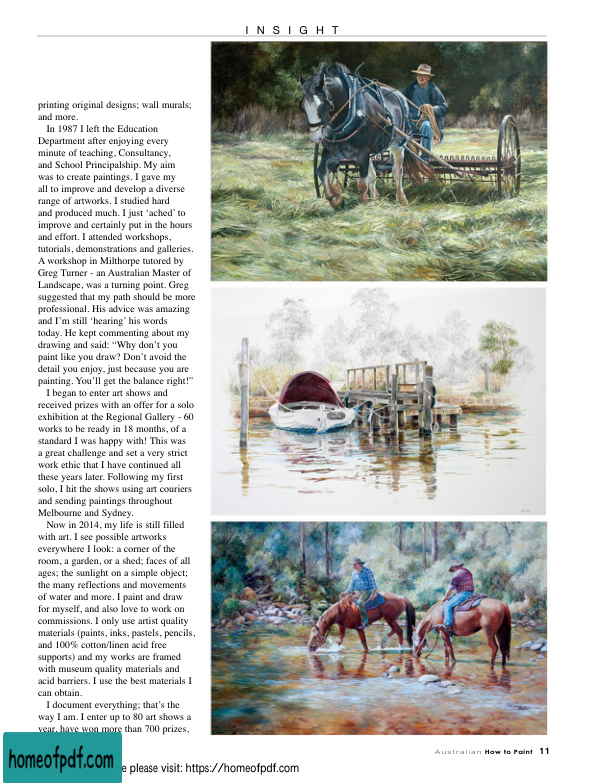 INSIGHT
printing original designs; wall murals;
and more.
In 1987 I left the Education
Department after enjoying every
minute of teaching, Consultancy,
and School Principalship. My aim
was to create paintings. I gave my
all to improve and develop a diverse
range of artworks. I studied hard
and produced much. I just ‘ached’ to
improve and certainly put in the hours
and effort. I attended workshops,
tutorials, demonstrations and galleries.
A workshop in Milthorpe tutored by
Greg Turner - an Australian Master of
Landscape, was a turning point. Greg
suggested that my path should be more
professional. His advice was amazing
and I’m still ‘hearing’ his words
today. He kept commenting about my
drawing and said: “Why don’t you
paint like you draw? Don’t avoid the
detail you enjoy, just because you are
painting. You’ll get the balance right!”
I began to enter art shows and
received prizes with an offer for a solo
exhibition at the Regional Gallery - 60
works to be ready in 18 months, of a
standard I was happy with! This was
a great challenge and set a very strict
work ethic that I have continued all
these years later. Following my first
solo, I hit the shows using art couriers
and sending paintings throughout
Melbourne and Sydney.
Now in 2014, my life is still filled
with art. I see possible artworks
everywhere I look: a corner of the
room, a garden, or a shed; faces of all
ages; the sunlight on a simple object;
the many reflections and movements
of water and more. I paint and draw
for myself, and also love to work on
commissions. I only use artist quality
materials (paints, inks, pastels, pencils,
and 100% cotton/linen acid free
supports) and my works are framed
with museum quality materials and
acid barriers. I use the best materials I
can obtain.
I document everything; that’s the
way I am. I enter up to 80 art shows a
year, have won more than 700 prizes,
Australian How to Paint 11
homeofpdf.com
e please visit: https://homeofpdf.com